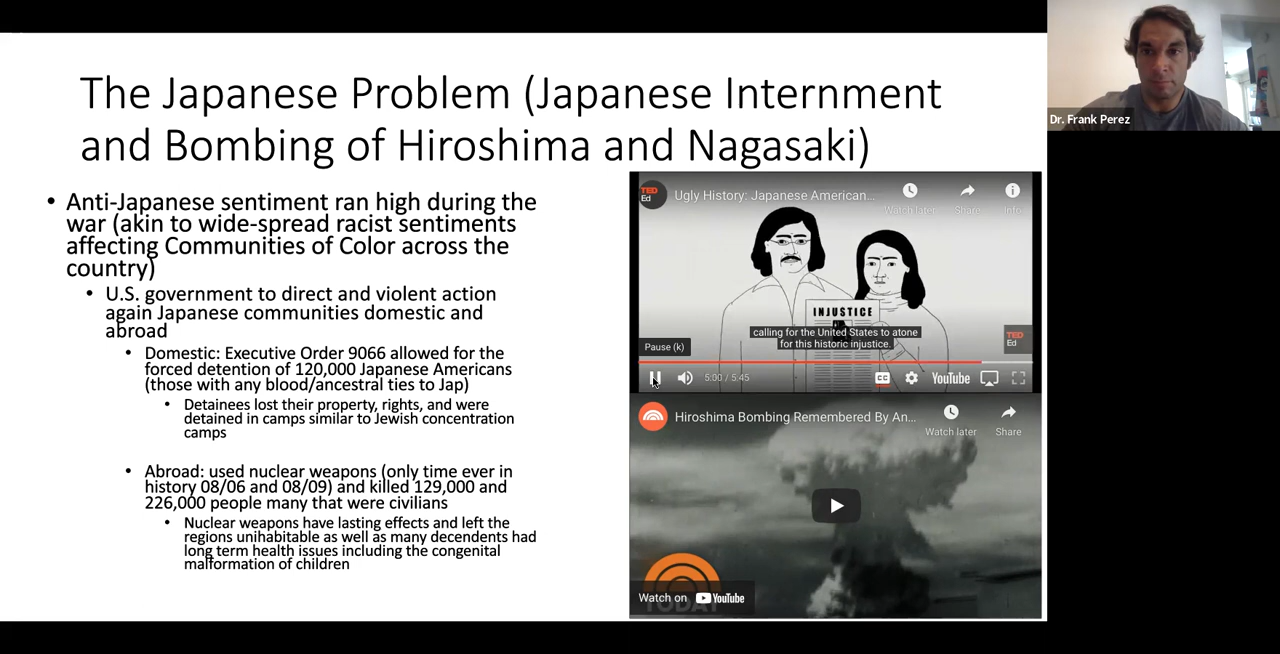 The Japanese Problem (Japanese Internment
and Bombing of Hiroshima and Nagasaki)
• Anti-Japanese sentiment ran high during the
war (akin to wide-spread racist sentiments
affecting Communities of Color across the
country)
• U.S. government to direct and violent action
again Japanese communities domestic and
abroad
• Domestic: Executive Order 9066 allowed for the
forced detention of 120,000 Japanese Americans
(those with any blood/ancestral ties to Jap)
• Detainees lost their property, rights, and were
detained in camps similar to Jewish concentration
camps
• Abroad: used nuclear weapons (only time ever in
history 08/06 and 08/09) and killed 129,000 and
226,000 people many that were civilians
• Nuclear weapons have lasting effects and left the
regions unihabitable as well as many decendents had
long term health issues including the congenital
malformation of children
TED
Ed
Ugly History: Japanese American...
Watch later
Share
Info
INJUSTICE
calling for the United States to atone
for this historic injustice.
TED
Ed
Pause (k)
5:00 / 5:45
CC
YouTube
Hiroshima Bombing Remembered By An...
Watch later
Share
Watch on YouTube
TODAY
Dr. Frank Perez